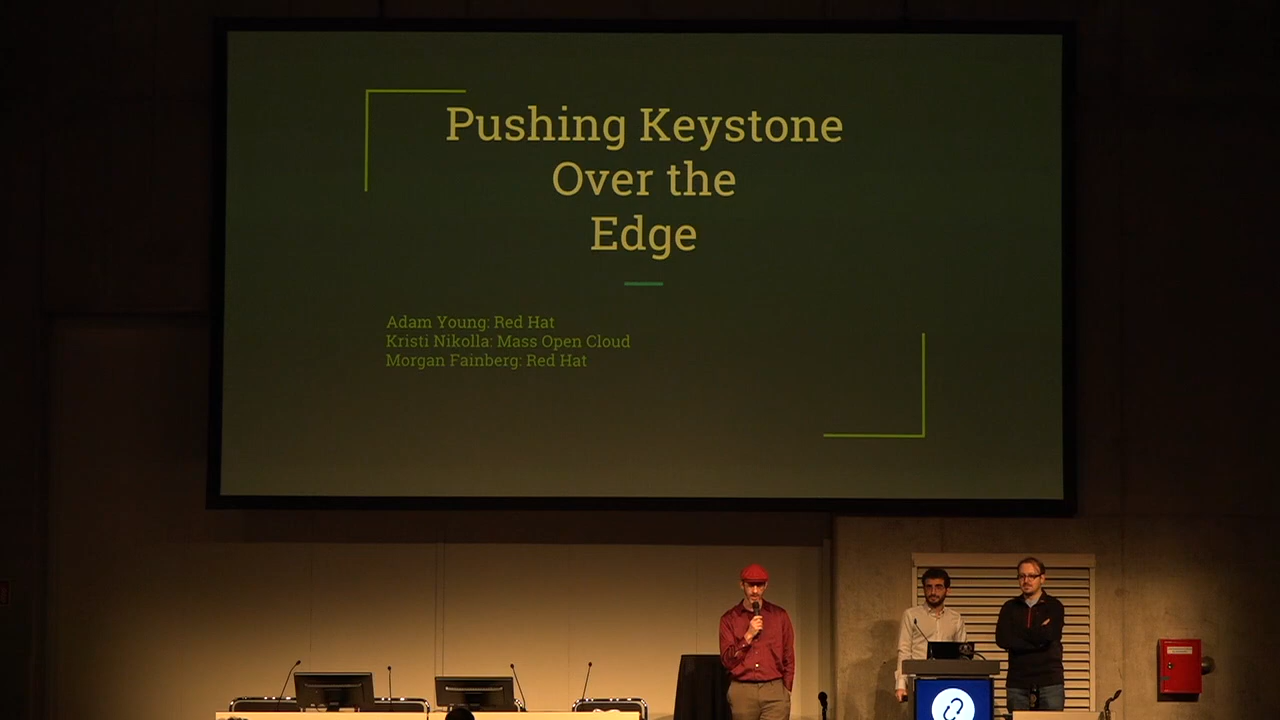 Pushing Keystone
Over the
Edge
Adam Young: Red Hat
Kristi Nikolla: Mass Open Cloud
Morgan Fainberg: Red Hat